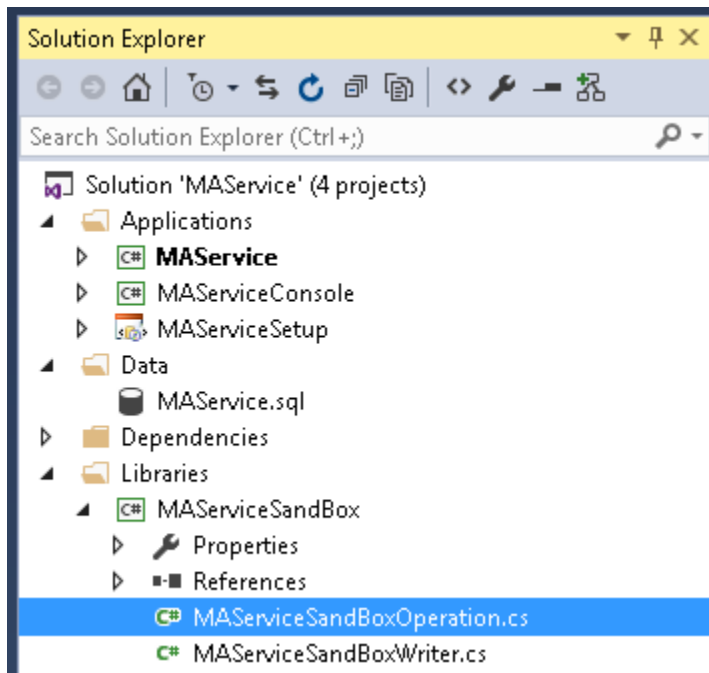 Solution Explorer
Search Solution Explorer (Ctrl+;)
Solution 'MAService' (4 projects)
Applications
C# MAService
C# MAServiceConsole
MAServiceSetup
Data
MAService.sql
Dependencies
Libraries
C# MAServiceSandBox
Properties
References
C# MAServiceSandBoxOperation.cs
C# MAServiceSandBoxWriter.cs